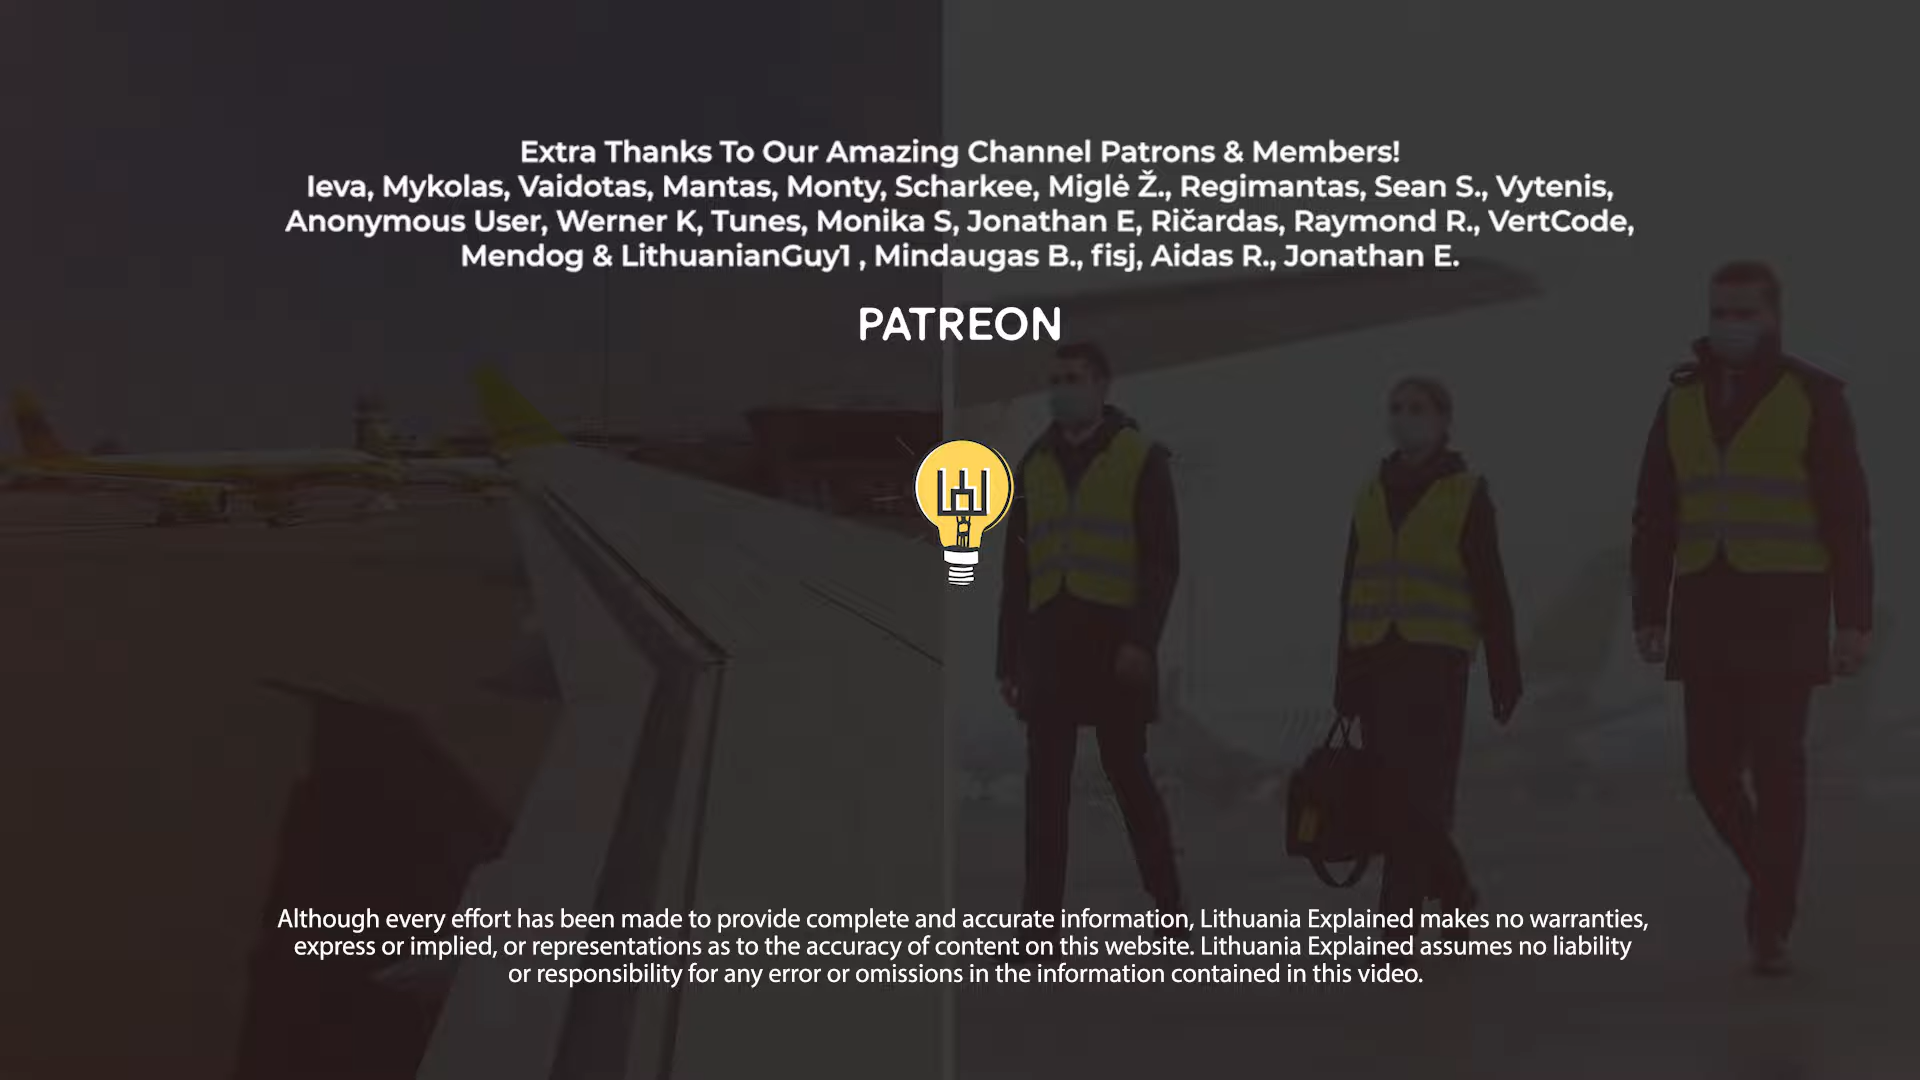 Extra Thanks To Our Amazing Channel Patrons & Members!
Ieva, Mykolas, Vaidotas, Mantas, Monty, Scharkee, Miglė Ž., Regimantas, Sean S., Vytenis,
Anonymous User, Werner K, Tunes, Monika S, Jonathan E, Ričardas, Raymond R., VertCode,
Mendog & LithuanianGuy1 , Mindaugas B., fisj, Aidas R., Jonathan E.
PATREON
Although every effort has been made to provide complete and accurate information, Lithuania Explained makes no warranties,
express or implied, or representations as to the accuracy of content on this website. Lithuania Explained assumes no liability
or responsibility for any error or omissions in the information contained in this video.